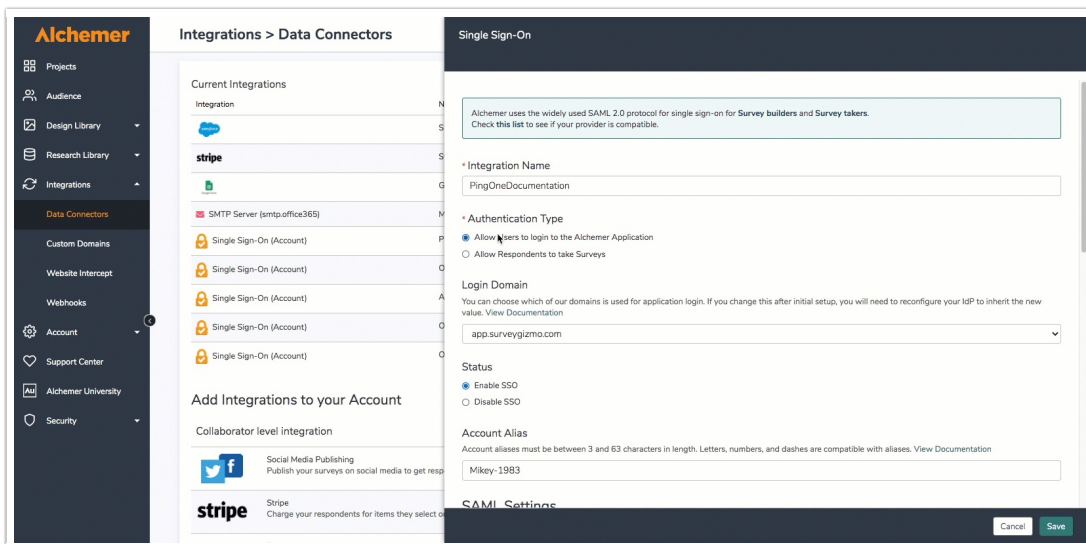 Alchemer
Projects
Audience
Design Library
Research Library
Integrations
Data Connectors
Custom Domains
Website Intercept
Webhooks
Account
Support Center
Au Alchemer University
Security
Integrations > Data Connectors
Current Integrations
Integration N
salesforce S
stripe S
G
SMTP Server (smtp.office365) M
Single Sign-On (Account) P
Single Sign-On (Account) O
Single Sign-On (Account) A
Single Sign-On (Account) O
Single Sign-On (Account) O
Add Integrations to your Account
Collaborator level integration
Social Media Publishing
Publish your surveys on social media to get resp
stripe
Stripe
Charge your respondents for items they select o
Single Sign-On
Alchemer uses the widely used SAML 2.0 protocol for single sign-on for Survey builders and Survey takers.
Check this list to see if your provider is compatible.
* Integration Name
PingOneDocumentation
* Authentication Type
Allow Users to login to the Alchemer Application
Allow Respondents to take Surveys
Login Domain
You can choose which of our domains is used for application login. If you change this after initial setup, you will need to reconfigure your IdP to inherit the new
value. View Documentation
app.surveygizmo.com
Status
Enable SSO
Disable SSO
Account Alias
Account aliases must be between 3 and 63 characters in length. Letters, numbers, and dashes are compatible with aliases. View Documentation
Mikey-1983
SAML Settings
Cancel Save